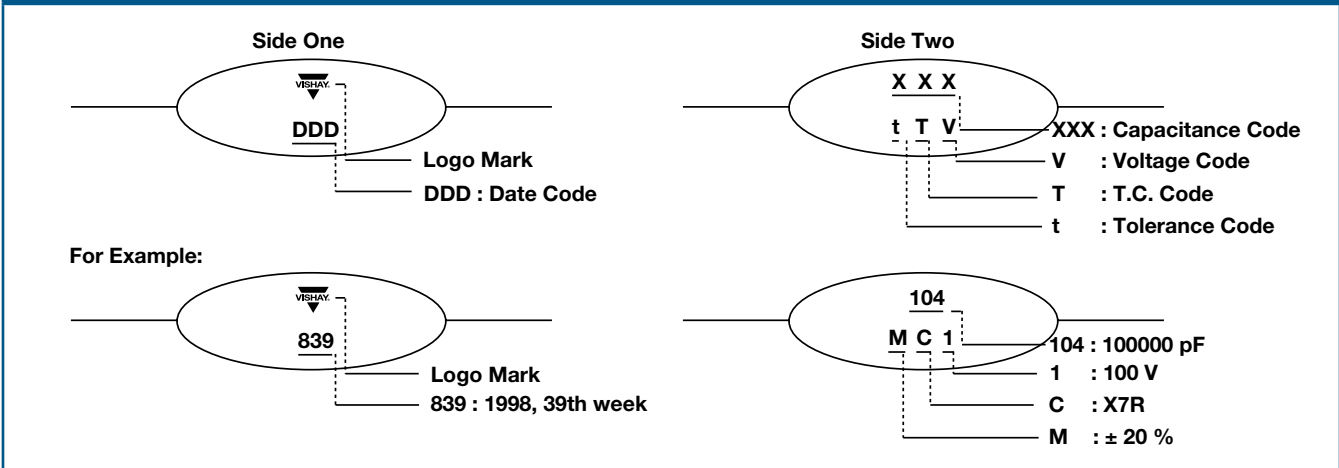 Side One
VISHAY.
DDD
Logo Mark
DDD : Date Code
Side Two
X X X
t T V
XXX : Capacitance Code
V : Voltage Code
T : T.C. Code
t : Tolerance Code
For Example:
VISHAY.
839
Logo Mark
839 : 1998, 39th week
104
M C 1
104 : 100000 pF
1 : 100 V
C : X7R
M : ± 20 %